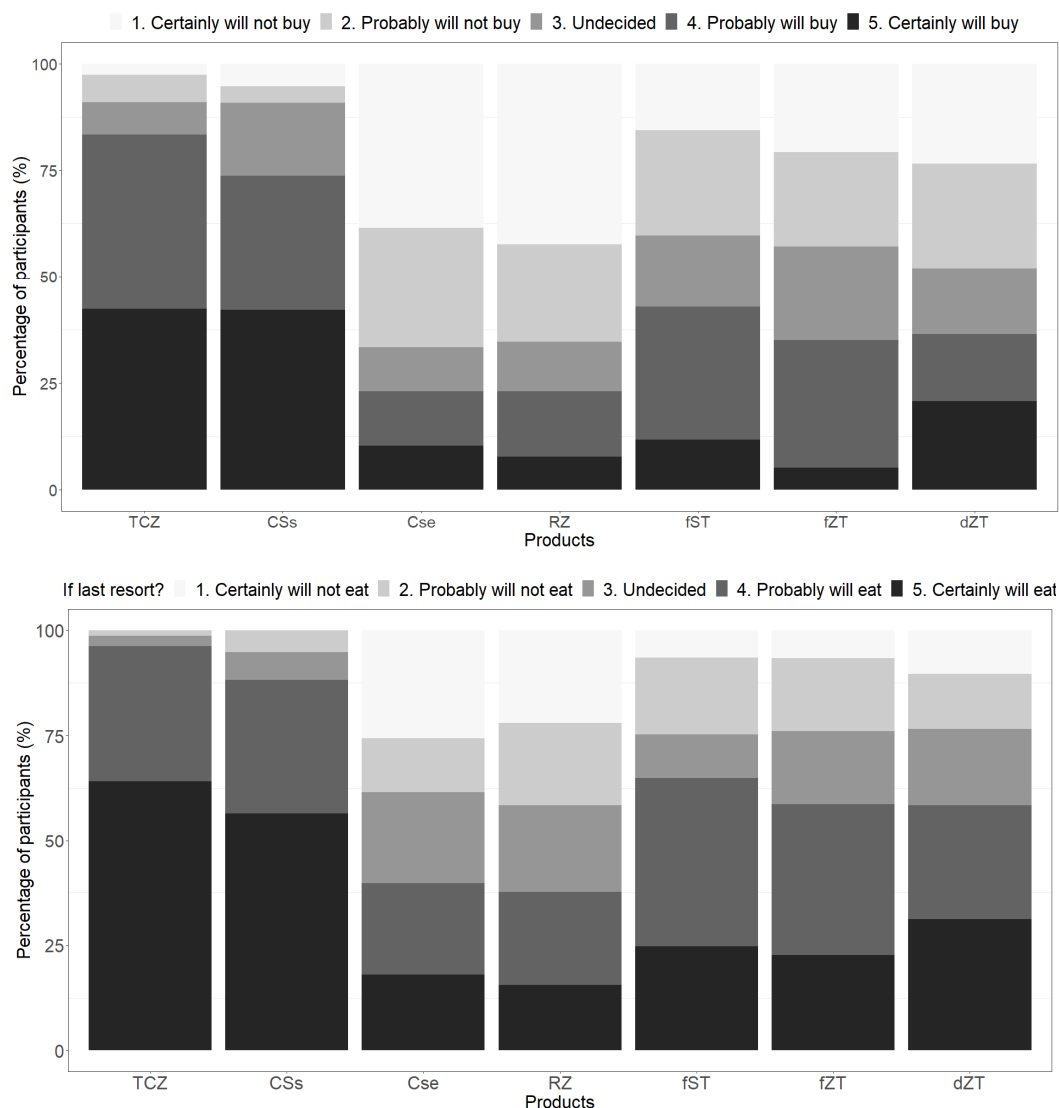 1. Certainly will not buy 2. Probably will not buy 3. Undecided 4. Probably will buy 5. Certainly will buy
Percentage of participants (%)
100
75
50
25
0
TCZ CSs Cse RZ fST fZT dZT
Products
If last resort? 1. Certainly will not eat 2. Probably will not eat 3. Undecided 4. Probably will eat 5. Certainly will eat
Percentage of participants (%)
100
75
50
25
0
TCZ CSs Cse RZ fST fZT dZT
Products